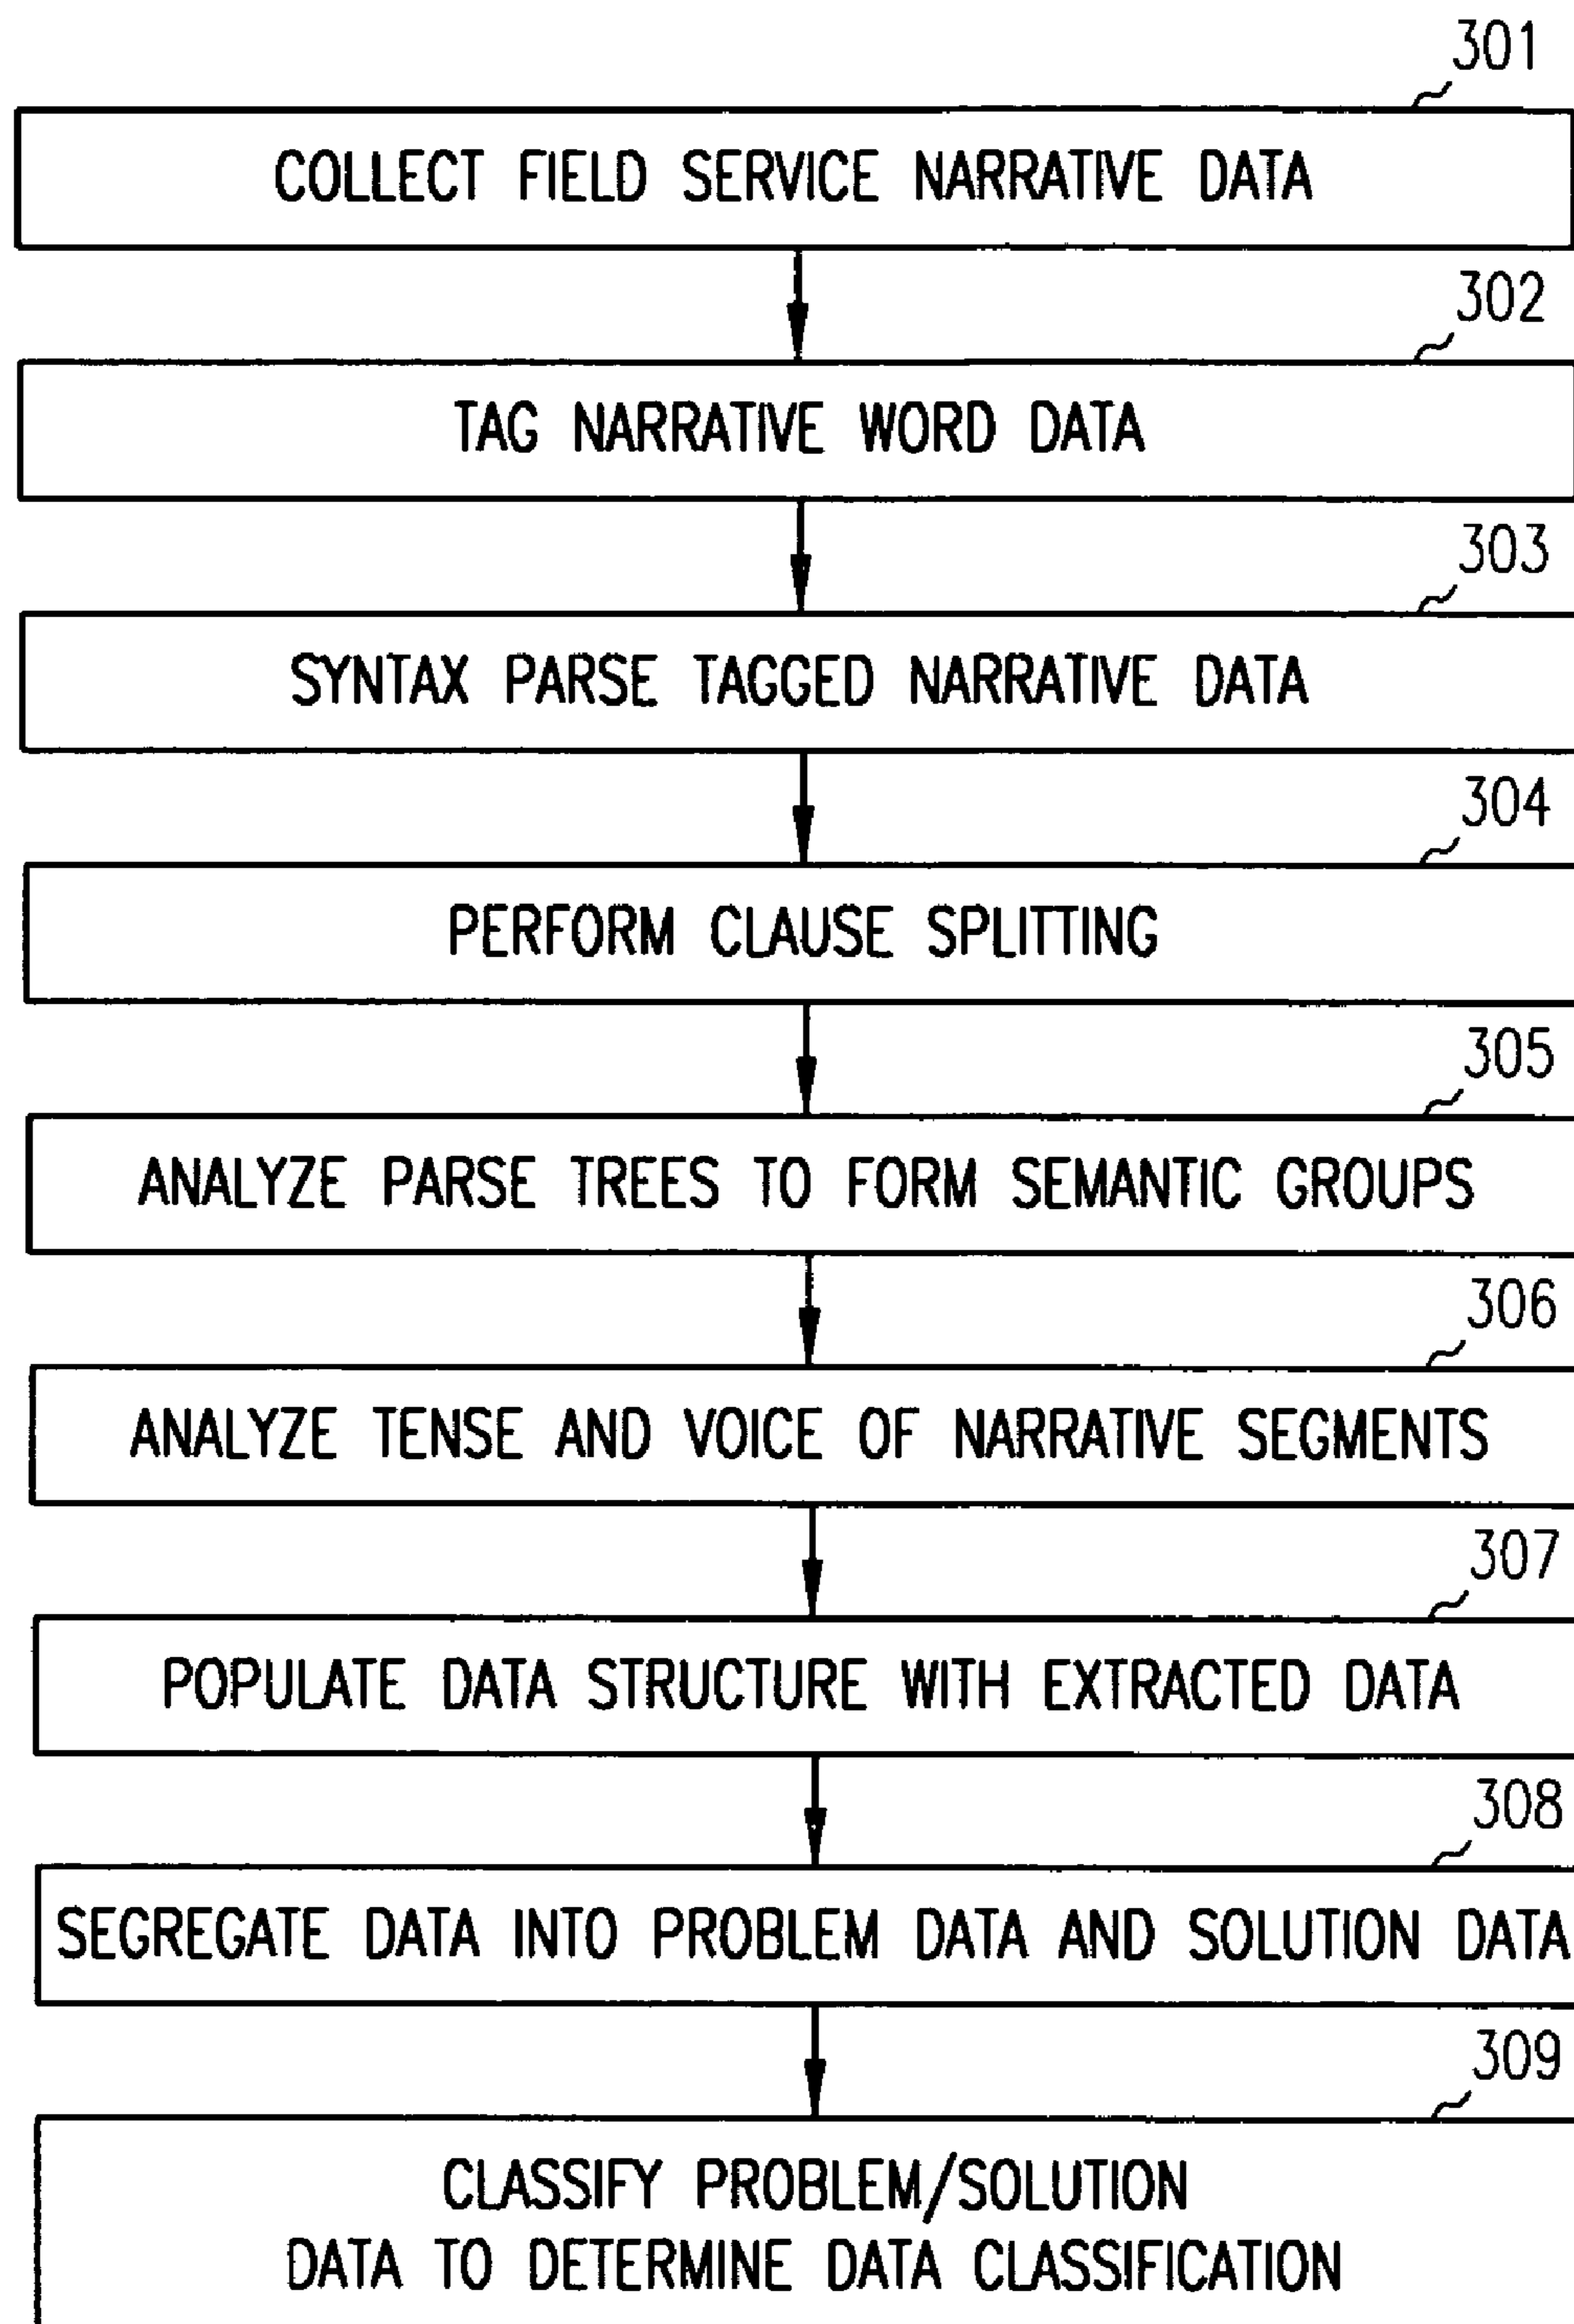 301
COLLECT FIELD SERVICE NARRATIVE DATA
302
TAG NARRATIVE WORD DATA
303
SYNTAX PARSE TAGGED NARRATIVE DATA
304
PERFORM CLAUSE SPLITTING
305
ANALYZE PARSE TREES TO FORM SEMANTIC GROUPS
306
ANALYZE TENSE AND VOICE OF NARRATIVE SEGMENTS
307
POPULATE DATA STRUCTURE WITH EXTRACTED DATA
308
SEGREGATE DATA INTO PROBLEM DATA AND SOLUTION DATA
309
CLASSIFY PROBLEM/SOLUTION
DATA TO DETERMINE DATA CLASSIFICATION